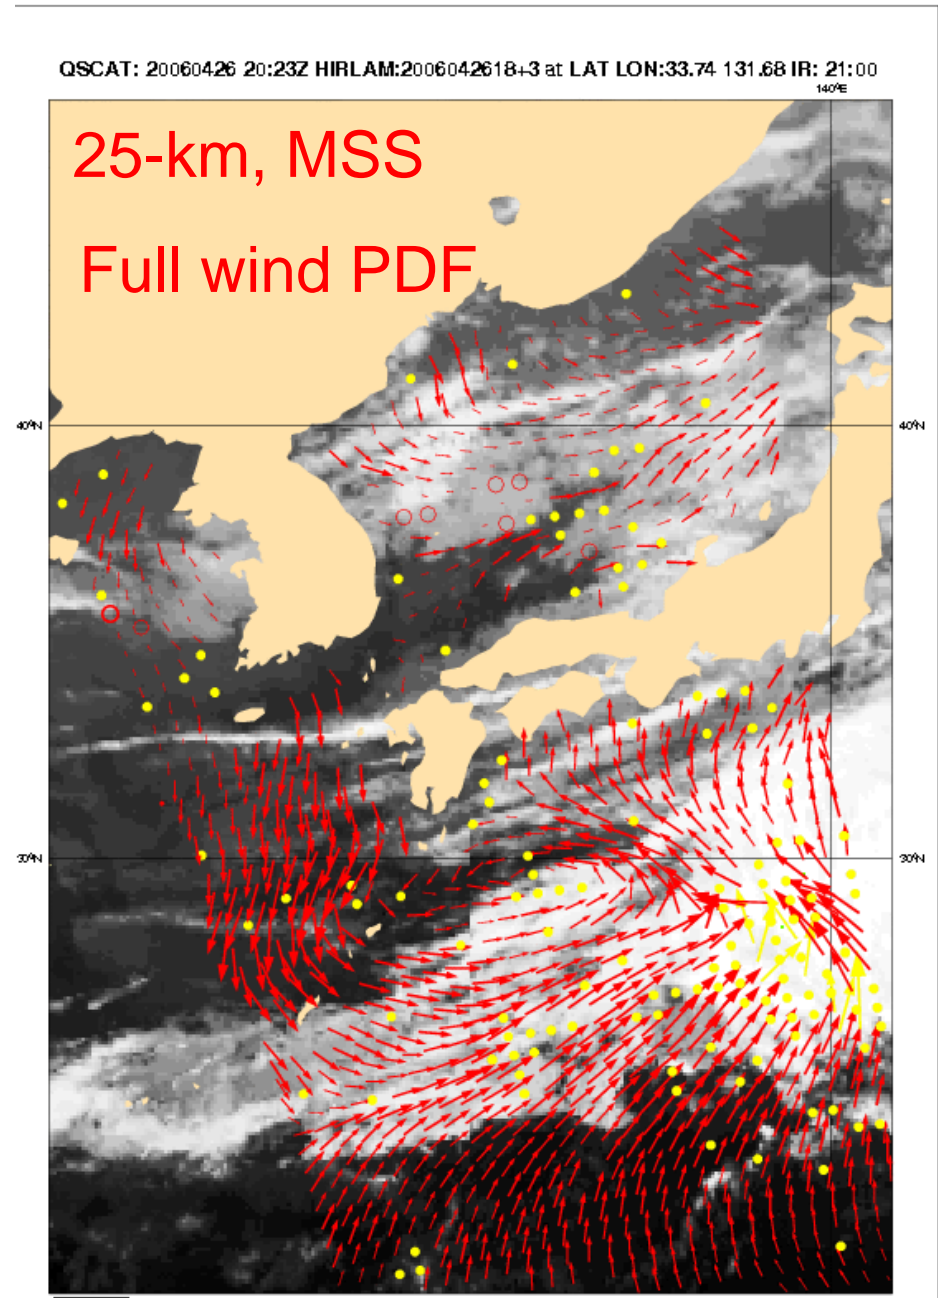 QSCAT: 20060426 20:23Z HIRLAM:2006042618+3 at LAT LON:33.74 131.68 IR: 21:00
140°E
25-km, MSS
Full wind PDF
40°N 40°N
30°N 30°N